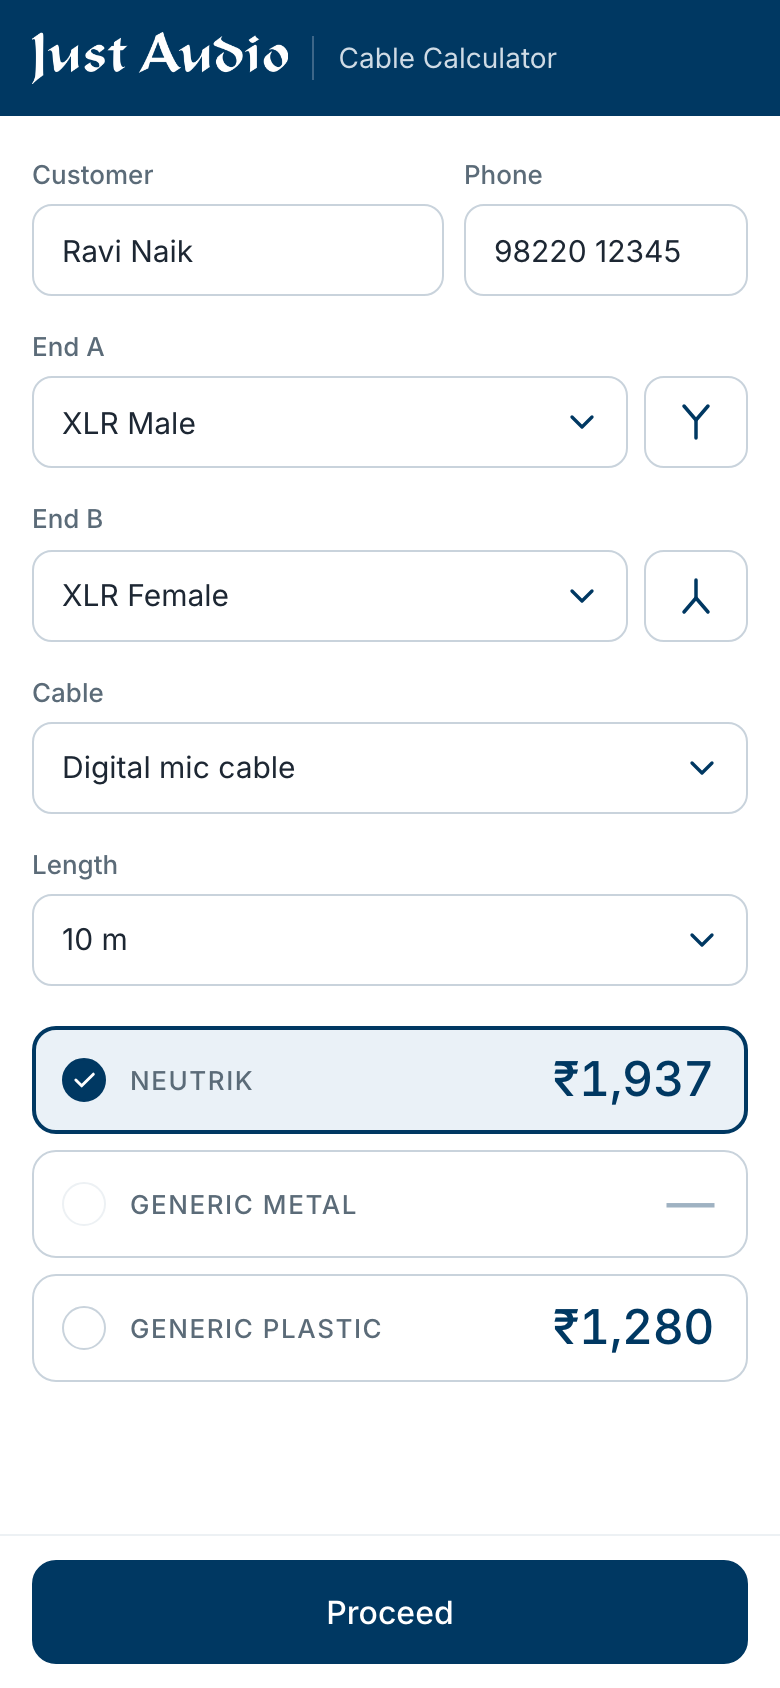 Just Audio
Cable Calculator
Customer
Phone
Ravi Naik
98220 12345
End A
XLR Male
End B
XLR Female
Cable
Digital mic cable
Length
10 m
NEUTRIK
₹1,937
GENERIC METAL
—
GENERIC PLASTIC
₹1,280
Proceed